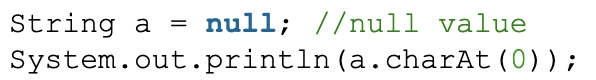 String a = null; //null value
System.out.println(a.charAt(0));